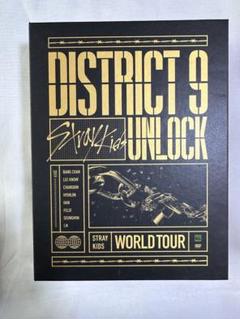 DISTRICT 9
Stray Kids
UNLOCK
BANG CHAN
LEE KNOW
CHANGBIN
HYUNJIN
HAN
FELIX
SEUNGMIN
I.N
STRAY
KIDS
WORLD TOUR